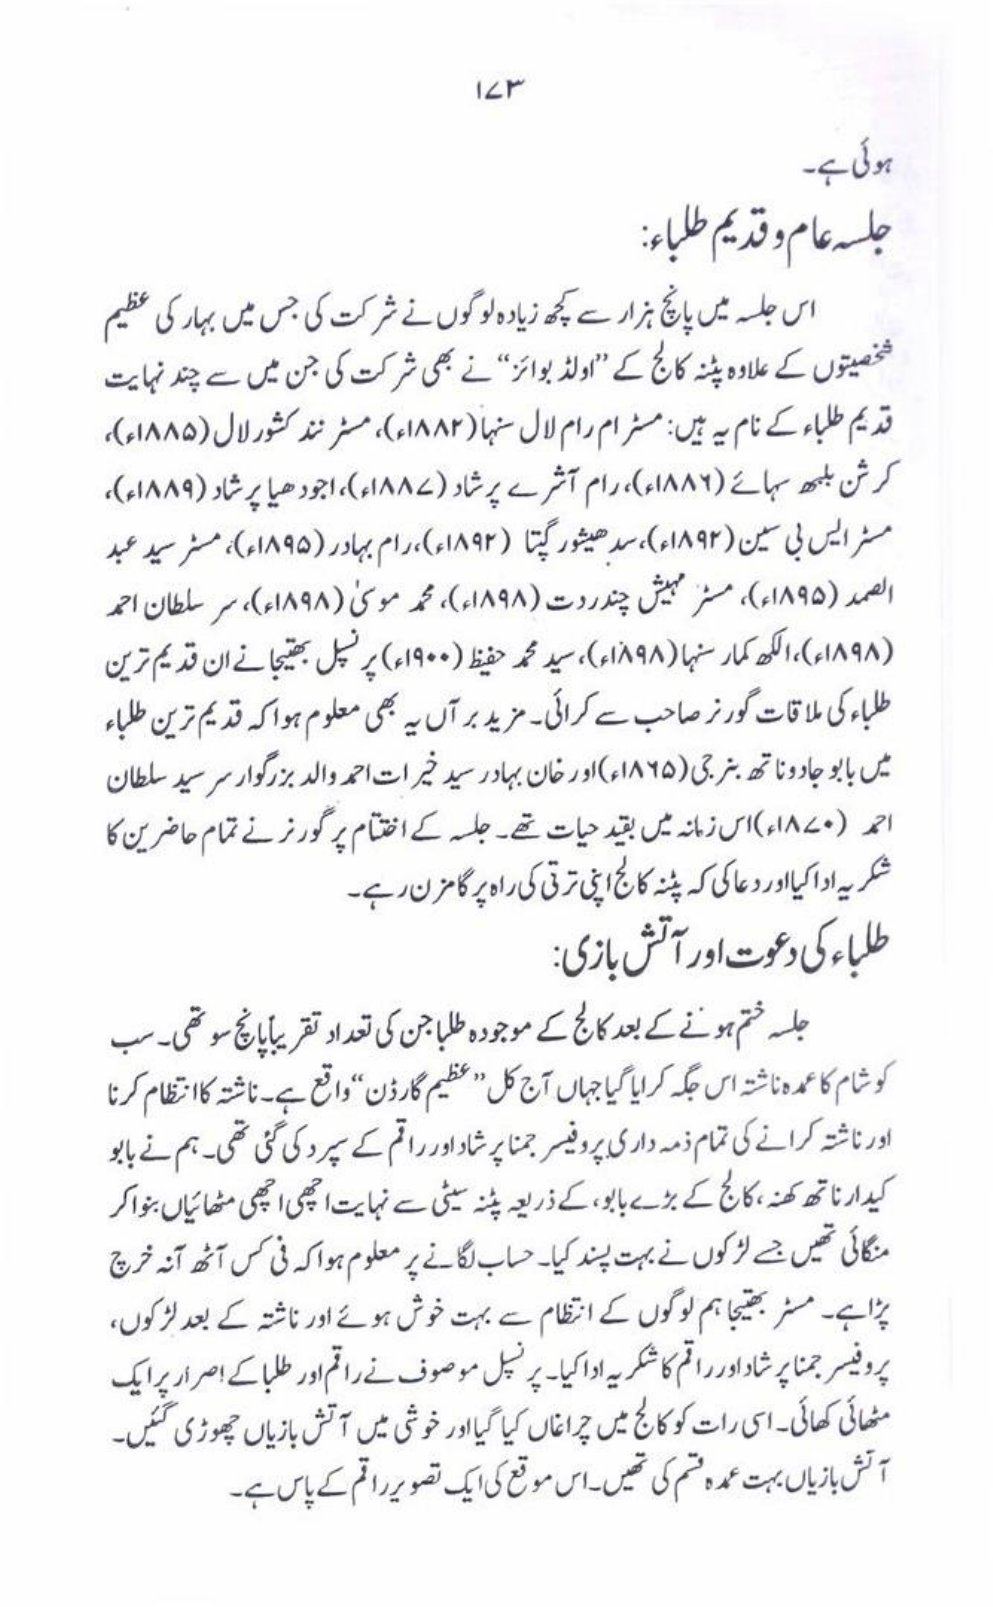 ۱۷۳
ہوئی ہے۔
جلسہ عام و قدیم طلباء:
اس جلسہ میں پانچ ہزار سے کچھ زیادہ لوگوں نے شرکت کی جس میں بہار کی عظیم
شخصیتوں کے علاوہ پٹنہ کالج کے ”اولڈ بوائز“ نے بھی شرکت کی جن میں سے چند نہایت
قدیم طلباء کے نام یہ ہیں: مسٹر ام رام لال سنہا (۱۸۸۲ء)، مسٹر نند کشور لال (۱۸۸۵ء)،
کرشن بلبھ سہائے (۱۸۸۶ء)، رام آشرے پرشاد (۱۸۸۷ء)، اجودھیا پرشاد (۱۸۸۹ء)،
مسٹر ایس بی سین (۱۸۹۲ء)، سدھیشور گپتا (۱۸۹۲ء)، رام بہادر (۱۸۹۵ء)، مسٹر سید عبد
الصمد (۱۸۹۵ء)، مسٹر مہیش چندر دت (۱۸۹۸ء)، محمد موسیٰ (۱۸۹۸ء)، سر سلطان احمد
(۱۸۹۸ء)، الکھ کمار سنہا (۱۸۹۸ء)، سید محمد حفیظ (۱۹۰۰ء) پرنسپل بھتیجا نے ان قدیم ترین
طلباء کی ملاقات گورنر صاحب سے کرائی۔ مزید بر آں یہ بھی معلوم ہوا کہ قدیم ترین طلباء
میں بابو جادوناتھ بنرجی (۱۸۶۵ء) اور خان بہادر سید خیرات احمد والد بزرگوار سر سید سلطان
احمد (۱۸۷۰ء) اس زمانہ میں بقید حیات تھے۔ جلسہ کے اختتام پر گورنر نے تمام حاضرین کا
شکریہ ادا کیا اور دعا کی کہ پٹنہ کالج اپنی ترقی کی راہ پر گامزن رہے۔
طلباء کی دعوت اور آتش بازی:
جلسہ ختم ہونے کے بعد کالج کے موجودہ طلبا جن کی تعداد تقریباً پانچ سو تھی۔ سب
کو شام کا عمدہ ناشتہ اس جگہ کرایا گیا جہاں آج کل ”عظیم گارڈن“ واقع ہے۔ ناشتہ کا انتظام کرنا
اور ناشتہ کرانے کی تمام ذمہ داری پروفیسر جمنا پرشاد اور راقم کے سپرد کی گئی تھی۔ ہم نے بابو
کیدار ناتھ کھنہ، کالج کے بڑے بابو، کے ذریعہ پٹنہ سیٹی سے نہایت اچھی اچھی مٹھائیاں بنوا کر
منگائی تھیں جسے لڑکوں نے بہت پسند کیا۔ حساب لگانے پر معلوم ہوا کہ فی کس آٹھ آنہ خرچ
پڑا ہے۔ مسٹر بھتیجا ہم لوگوں کے انتظام سے بہت خوش ہوئے اور ناشتہ کے بعد لڑکوں،
پروفیسر جمنا پرشاد اور راقم کا شکریہ ادا کیا۔ پرنسپل موصوف نے راقم اور طلبا کے اصرار پر ایک
مٹھائی کھائی۔ اسی رات کو کالج میں چراغاں کیا گیا اور خوشی میں آتش بازیاں چھوڑی گئیں۔
آتش بازیاں بہت عمدہ قسم کی تھیں۔ اس موقع کی ایک تصویر راقم کے پاس ہے۔